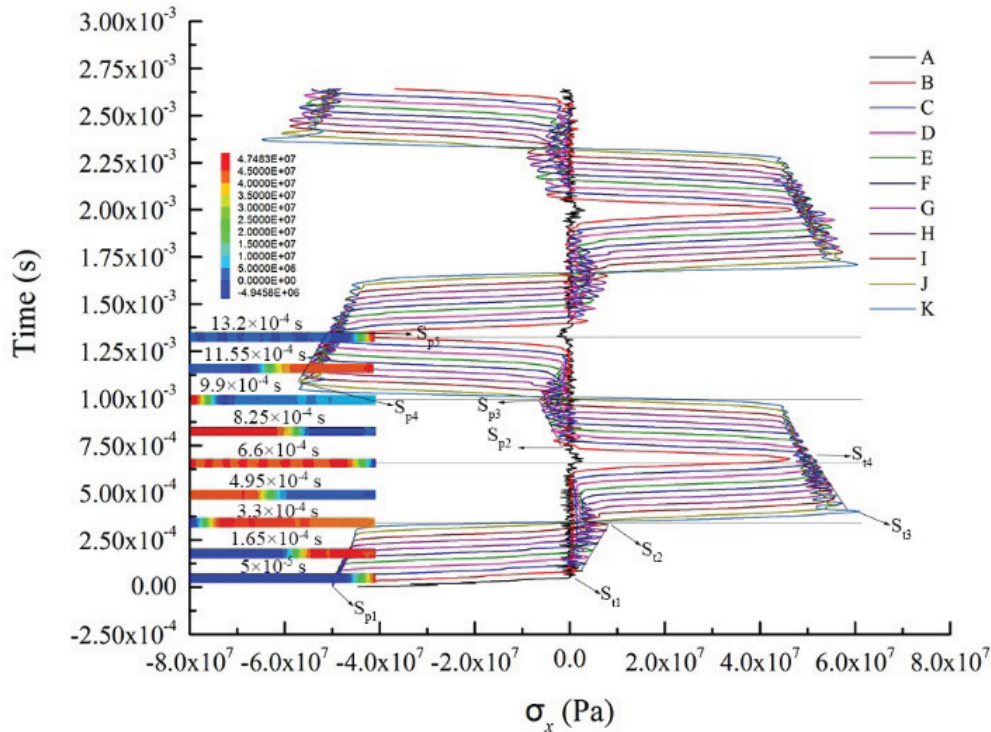 3.00x10⁻³
2.75x10⁻³
2.50x10⁻³
2.25x10⁻³
2.00x10⁻³
1.75x10⁻³
1.50x10⁻³
1.25x10⁻³
1.00x10⁻³
7.50x10⁻⁴
5.00x10⁻⁴
2.50x10⁻⁴
0.00
-2.50x10⁻⁴
Time (s)
4.7483E+07
4.5000E+07
4.0000E+07
3.5000E+07
3.0000E+07
2.5000E+07
2.0000E+07
1.5000E+07
1.0000E+07
5.0000E+06
0.0000E+00
-4.9458E+06
13.2×10⁻⁴ s
11.55×10⁻⁴ s
9.9×10⁻⁴ s
8.25×10⁻⁴ s
6.6×10⁻⁴ s
4.95×10⁻⁴ s
3.3×10⁻⁴ s
1.65×10⁻⁴ s
5×10⁻⁵ s
Sp5
Sp4
Sp3
Sp2
Sp1
St4
St3
St2
St1
A
B
C
D
E
F
G
H
I
J
K
-8.0x10⁷ -6.0x10⁷ -4.0x10⁷ -2.0x10⁷ 0.0 2.0x10⁷ 4.0x10⁷ 6.0x10⁷ 8.0x10⁷
σx (Pa)